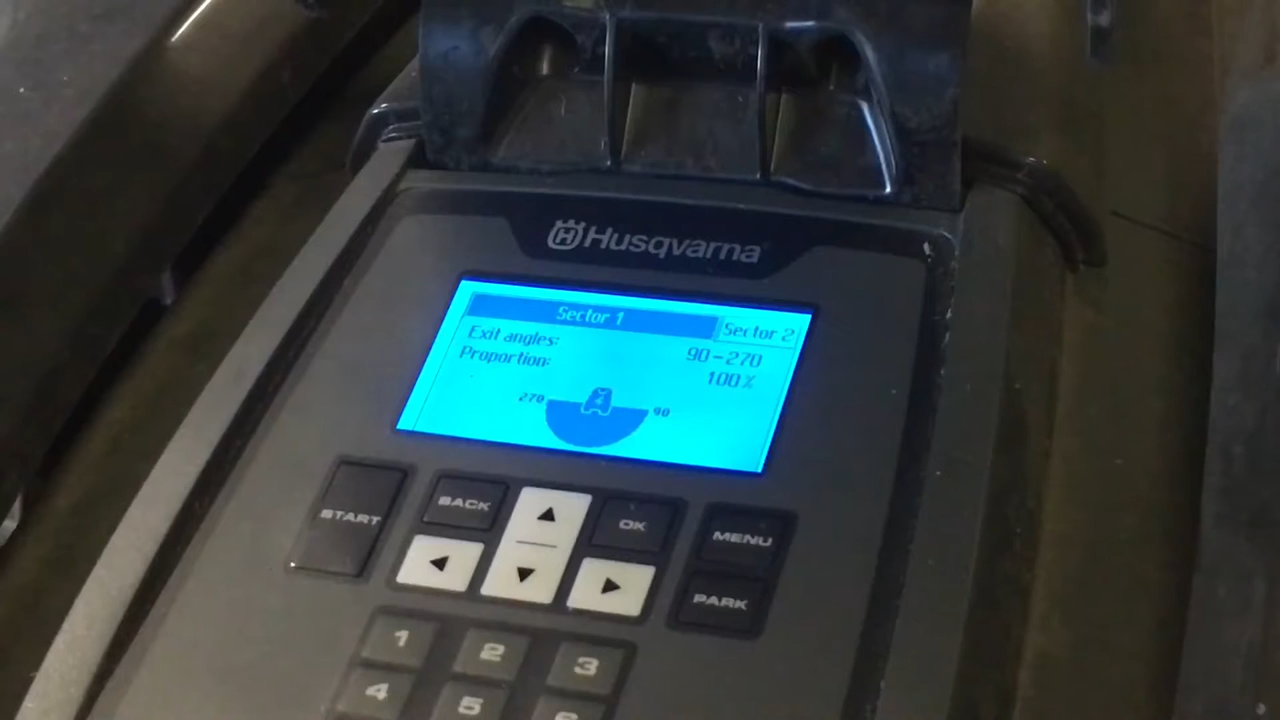 Husqvarna
Sector 1 Sector 2
Exit angles: 90-270
Proportion: 100%
270 90
START BACK ▲ OK MENU
◀ ▼ ▶ PARK
1 2 3
4 5 6